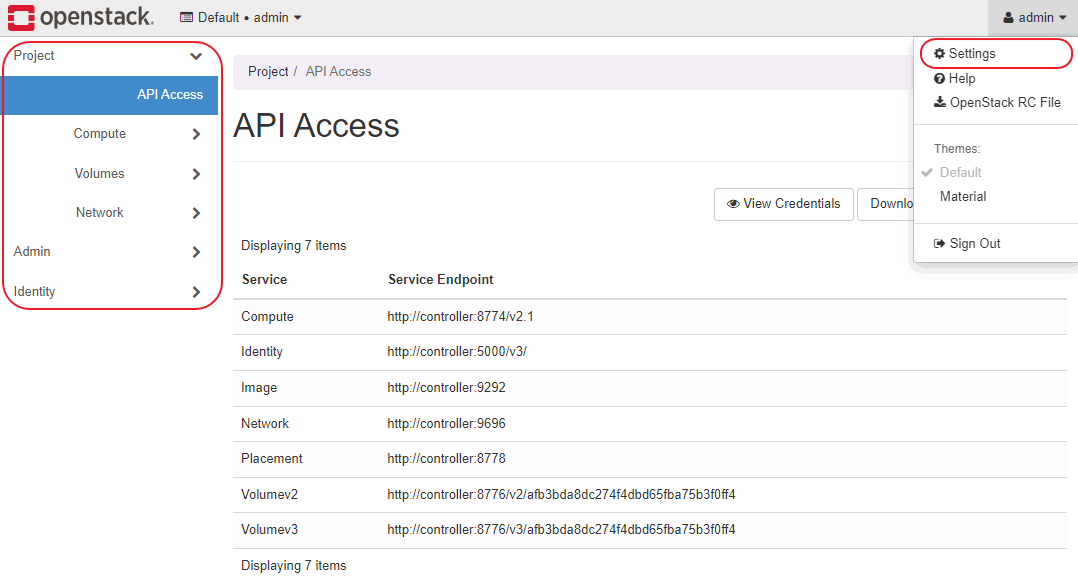 openstack.
Default • admin
admin
Project
API Access
Compute
Volumes
Network
Admin
Identity
Project / API Access
API Access
Settings
Help
OpenStack RC File
Themes:
Default
Material
Sign Out
View Credentials
Displaying 7 items
Service Service Endpoint
Compute http://controller:8774/v2.1
Identity http://controller:5000/v3/
Image http://controller:9292
Network http://controller:9696
Placement http://controller:8778
Volumev2 http://controller:8776/v2/afb3bda8dc274f4dbd65fba75b3f0ff4
Volumev3 http://controller:8776/v3/afb3bda8dc274f4dbd65fba75b3f0ff4
Displaying 7 items